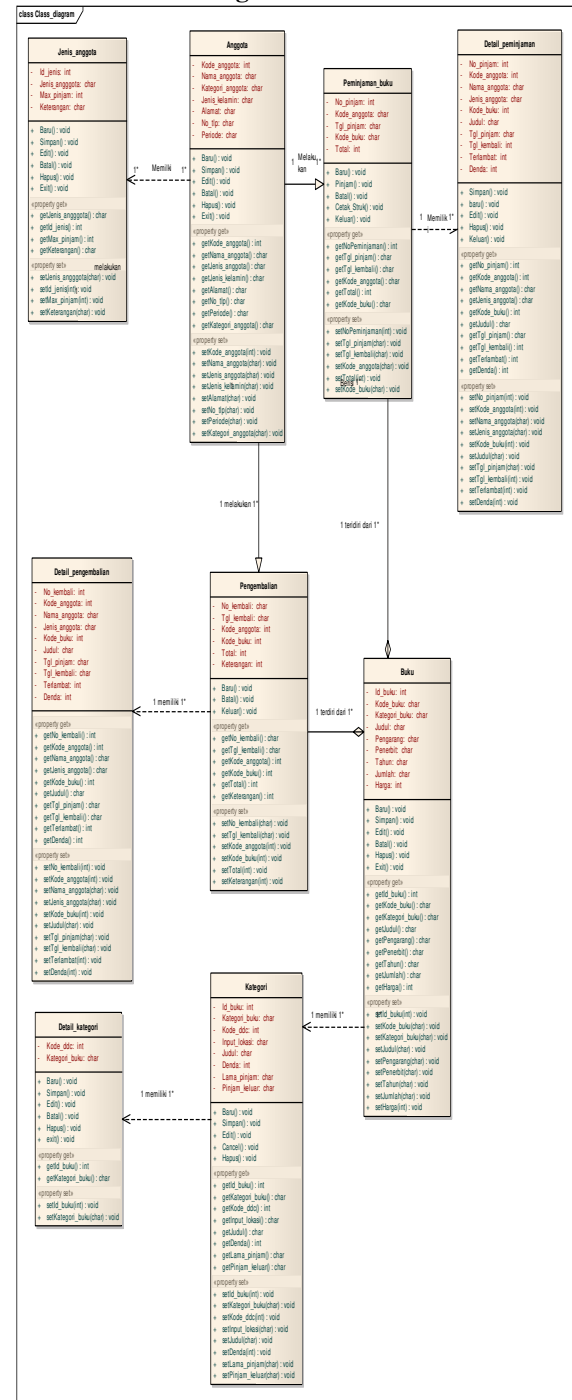 class Class_diagram
Jenis_anggota
- Id_jenis: int
- Jenis_angggota: char
- Max_pinjam: int
- Keterangan: char
+ Baru() : void
+ Simpan() : void
+ Edit() : void
+ Batal() : void
+ Hapus() : void
+ Exit() : void
«property get»
+ getJenis_angggota() : char
+ getId_jenis() : int
+ getMax_pinjam() : int
+ getKeterangan() : char
«property set»
melakukan
+ setJenis_angggota(char) : void
+ setId_jenis(int) : void
+ setMax_pinjam(int) : void
+ setKeterangan(char) : void
1* Memiliki 1*
Anggota
- Kode_anggota: int
- Nama_anggota: char
- Kategori_anggota: char
- Jenis_kelamin: char
- Alamat: char
- No_tlp: char
- Periode: char
+ Baru() : void
+ Simpan() : void
+ Edit() : void
+ Batal() : void
+ Hapus() : void
+ Exit() : void
«property get»
+ getKode_anggota() : int
+ getNama_anggota() : char
+ getJenis_anggota() : char
+ getJenis_kelamin() : char
+ getAlamat() : char
+ getNo_tlp() : char
+ getPeriode() : char
+ getKategori_anggota() : char
«property set»
+ setKode_anggota(int) : void
+ setNama_anggota(char) : void
+ setJenis_anggota(char) : void
+ setJenis_kelamin(char) : void
+ setAlamat(char) : void
+ setNo_tlp(char) : void
+ setPeriode(char) : void
+ setKategori_anggota(char) : void
1 Melaku 1*
kan
Peminjaman_buku
- No_pinjam: int
- Kode_anggota: char
- Tgl_pinjam: char
- Kode_buku: char
- Total: int
+ Baru() : void
+ Pinjam() : void
+ Batal() : void
+ Cetak_Struk() : void
+ Keluar() : void
«property get»
+ getNoPeminjaman() : int
+ getTgl_pinjam() : char
+ getTgl_kembali() : char
+ getKode_anggota() : char
+ getTotal() : int
+ getKode_buku() : char
«property set»
+ setNoPeminjaman(int) : void
+ setTgl_pinjam(char) : void
+ setTgl_kembali(char) : void
+ setKode_anggota(char) : void
+ setTotal(int) : void
+ setKode_buku(char) : void
1 Memilik 1*
i
Detail_peminjaman
- No_pinjam: int
- Kode_anggota: int
- Nama_anggota: char
- Jenis_anggota: char
- Kode_buku: int
- Judul: char
- Tgl_pinjam: char
- Tgl_kembali: int
- Terlambat: int
- Denda: int
+ Simpan() : void
+ baru() : void
+ Edit() : void
+ Hapus() : void
+ Keluar() : void
«property get»
+ getNo_pinjam() : int
+ getKode_anggota() : int
+ getNama_anggota() : char
+ getJenis_anggota() : char
+ getKode_buku() : int
+ getJudul() : char
+ getTgl_pinjam() : char
+ getTgl_kembali() : int
+ getTerlambat() : int
+ getDenda() : int
«property set»
+ setNo_pinjam(int) : void
+ setKode_anggota(int) : void
+ setNama_anggota(char) : void
+ setJenis_anggota(char) : void
+ setKode_buku(int) : void
+ setJudul(char) : void
+ setTgl_pinjam(char) : void
+ setTgl_kembali(int) : void
+ setTerlambat(int) : void
+ setDenda(int) : void
1 melakukan 1*
1 teridiri dari 1*
Detail_pengembalian
- No_kembali: int
- Kode_anggota: int
- Nama_anggota: char
- Jenis_anggota: char
- Kode_buku: int
- Judul: char
- Tgl_pinjam: char
- Tgl_kembali: char
- Terlambat: int
- Denda: int
«property get»
+ getNo_kembali() : int
+ getKode_anggota() : int
+ getNama_anggota() : char
+ getJenis_anggota() : char
+ getKode_buku() : int
+ getJudul() : char
+ getTgl_pinjam() : char
+ getTgl_kembali() : char
+ getTerlambat() : int
+ getDenda() : int
«property set»
+ setNo_kembali(int) : void
+ setKode_anggota(int) : void
+ setNama_anggota(char) : void
+ setJenis_anggota(char) : void
+ setKode_buku(int) : void
+ setJudul(char) : void
+ setTgl_pinjam(char) : void
+ setTgl_kembali(char) : void
+ setTerlambat(int) : void
+ setDenda(int) : void
1 memiliki 1*
Pengembalian
- No_kembali: char
- Tgl_kembali: char
- Kode_anggota: int
- Kode_buku: int
- Total: int
- Keterangan: int
+ Baru() : void
+ Batal() : void
+ Keluar() : void
«property get»
+ getNo_kembali() : char
+ getTgl_kembali() : char
+ getKode_anggota() : int
+ getKode_buku() : int
+ getTotal() : int
+ getKeterangan() : int
«property set»
+ setNo_kembali(char) : void
+ setTgl_kembali(char) : void
+ setKode_anggota(int) : void
+ setKode_buku(int) : void
+ setTotal(int) : void
+ setKeterangan(int) : void
1 terdiri dari 1*
Buku
- Id_buku: int
- Kode_buku: char
- Kategori_buku: char
- Judul: char
- Pengarang: char
- Penerbit: char
- Tahun: char
- Jumlah: char
- Harga: int
+ Baru() : void
+ Simpan() : void
+ Edit() : void
+ Batal() : void
+ Hapus() : void
+ Exit() : void
«property get»
+ getId_buku() : int
+ getKode_buku() : char
+ getKategori_buku() : char
+ getJudul() : char
+ getPengarang() : char
+ getPenerbit() : char
+ getTahun() : char
+ getJumlah() : char
+ getHarga() : int
«property set»
+ setId_buku(int) : void
+ setKode_buku(char) : void
+ setKategori_buku(char) : void
+ setJudul(char) : void
+ setPengarang(char) : void
+ setPenerbit(char) : void
+ setTahun(char) : void
+ setJumlah(char) : void
+ setHarga(int) : void
1 memiliki 1*
Kategori
- Id_buku: int
- Kategori_buku: char
- Kode_ddc: int
- Input_lokasi: char
- Judul: char
- Denda: int
- Lama_pinjam: char
- Pinjam_keluar: char
+ Baru() : void
+ Simpan() : void
+ Edit() : void
+ Cancel() : void
+ Hapus() : void
«property get»
+ getId_buku() : int
+ getKategori_buku() : char
+ getKode_ddc() : int
+ getInput_lokasi() : char
+ getJudul() : char
+ getDenda() : int
+ getLama_pinjam() : char
+ getPinjam_keluar() : char
«property set»
+ setId_buku(int) : void
+ setKategori_buku(char) : void
+ setKode_ddc(int) : void
+ setInput_lokasi(char) : void
+ setJudul(char) : void
+ setDenda(int) : void
+ setLama_pinjam(char) : void
+ setPinjam_keluar(char) : void
1 memiliki 1*
Detail_kategori
- Kode_ddc: int
- Kategori_buku: char
+ Baru() : void
+ Simpan() : void
+ Edit() : void
+ Batal() : void
+ Hapus() : void
+ exit() : void
«property get»
+ getId_buku() : int
+ getKategori_buku() : char
«property set»
+ setId_buku(int) : void
+ setKategori_buku(char) : void